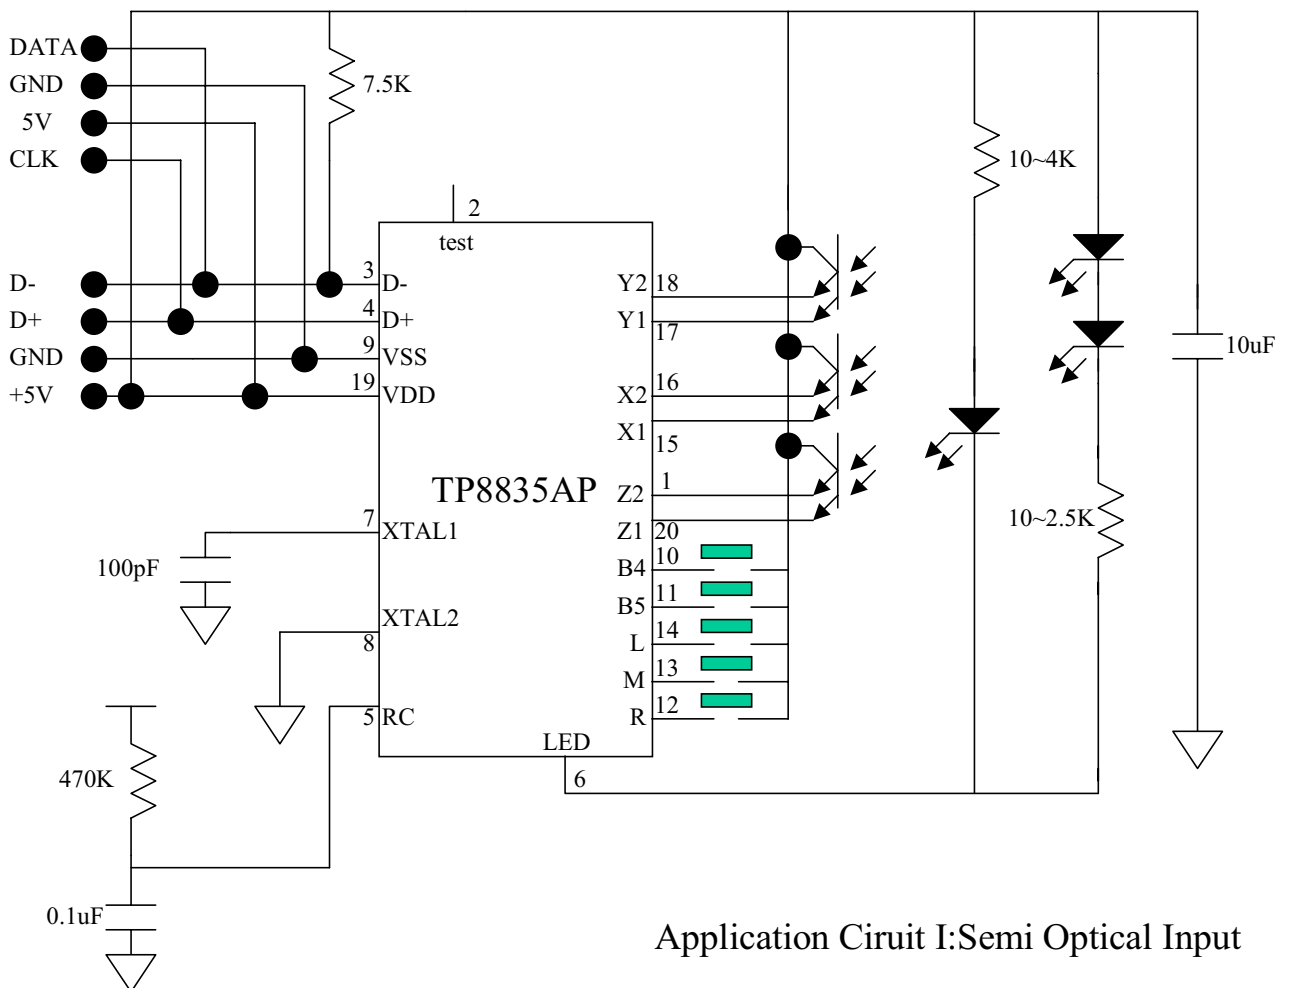 DATA
GND
5V
CLK
7.5K
10~4K
2
test
D-
D+
GND
+5V
3
D-
4
D+
9
VSS
19
VDD
Y2 18
Y1
17
16
X2
X1
15
1
Z2
Z1 20
10
B4
11
B5
14
L
13
M
12
R
10uF
TP8835AP
10~2.5K
7
XTAL1
100pF
XTAL2
8
5 RC
LED
6
470K
0.1uF
Application Ciruit I:Semi Optical Input